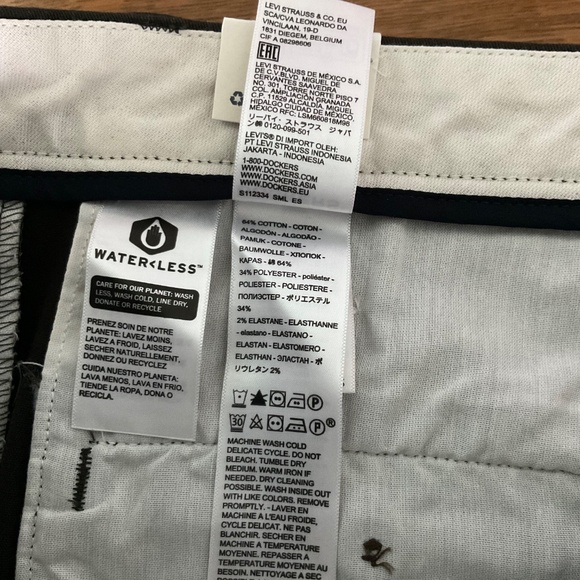 LEVI STRAUSS & CO. EU
SCA/CVA LEONARDO DA
VINCILAAN, 19-D
1831 DIEGEM, BELGIUM
CIF A 08298606
EAC
LEVI STRAUSS DE MÉXICO S.A.
DE C.V.BLVD. MIGUEL DE
CERVANTES SAAVEDRA
NO. 301, TORRE NORTE PISO 7
COL. AMPLIACIÓN GRANADA,
C.P. 11529 ALCALDÍA, MIGUEL
HIDALGO CIUDAD DE MÉXICO,
MÉXICO RFC: LSM660818M98
リーバイ・ストラウス ジャパ
ン㈱ 0120-099-501
LEVI'S® DI IMPORT OLEH:
PT LEVI STRAUSS INDONESIA
JAKARTA - INDONESIA
1-800-DOCKERS
WWW.DOCKERS.COM
WWW.DOCKERS.ASIA
WWW.DOCKERS.EU
S112334 SML ES
WATER<LESS™
CARE FOR OUR PLANET: WASH
LESS, WASH COLD, LINE DRY,
DONATE OR RECYCLE
PRENEZ SOIN DE NOTRE
PLANÈTE: LAVEZ MOINS,
LAVEZ A FROID, LAISSEZ
SECHER NATURELLEMENT,
DONNEZ OU RECYCLEZ
CUIDA NUESTRO PLANETA:
LAVA MENOS, LAVA EN FRIO,
TIENDE LA ROPA, DONA O
RECICLA.
64% COTTON - COTON -
ALGODÓN - ALGODÃO -
PAMUK - COTONE -
BAUMWOLLE - ХЛОПОК -
KAPAS - 綿 64%
34% POLYESTER - poliéster -
POLIESTER - POLIESTERE -
ПОЛИЭСТЕР - ポリエステル
34%
2% ELASTANE - ELASTHANNE
- elastano - ELASTANO -
ELASTAN - ELASTOMERO -
ELASTHAN - ЭЛАСТАН - ポ
リウレタン 2%
P
30 P®
MACHINE WASH COLD
DELICATE CYCLE. DO NOT
BLEACH. TUMBLE DRY
MEDIUM. WARM IRON IF
NEEDED. DRY CLEANING
POSSIBLE. WASH INSIDE OUT
WITH LIKE COLORS. REMOVE
PROMPTLY. - LAVER EN
MACHINE A L'EAU FROIDE,
CYCLE DELICAT. NE PAS
BLANCHIR. SECHER EN
MACHINE A TEMPERATURE
MOYENNE. REPASSER A
TEMPERATURE MOYENNE AU
BESOIN. NETTOYAGE A SEC